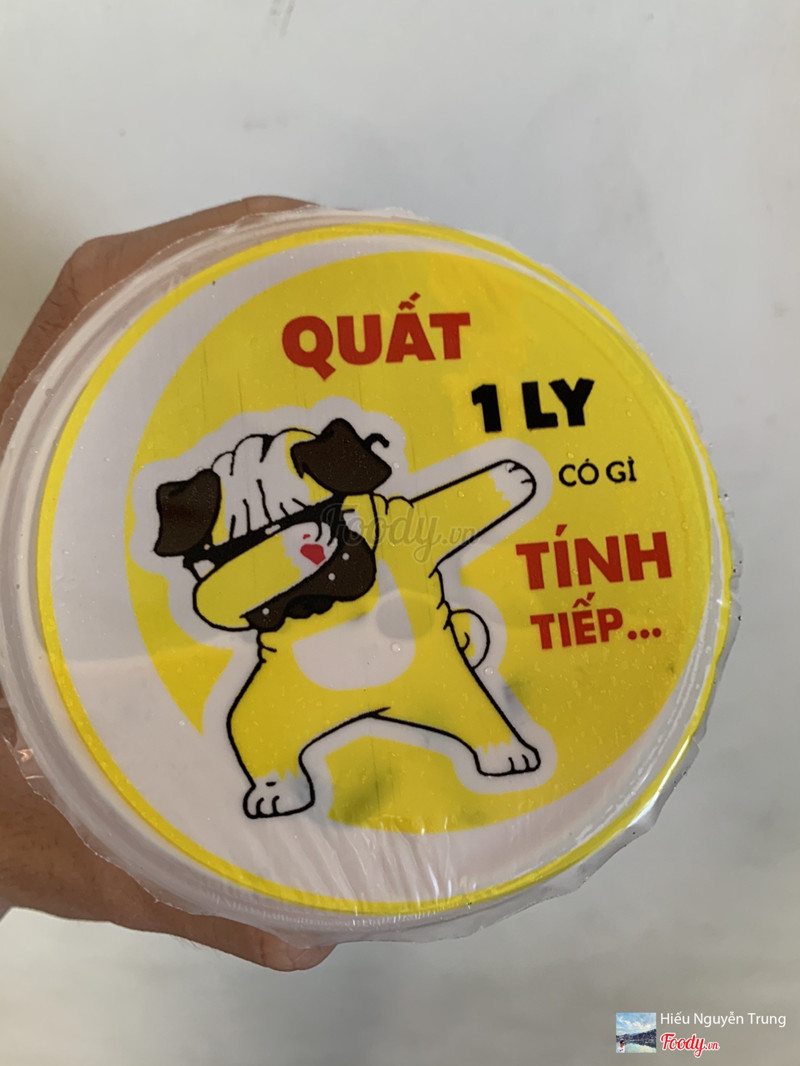 QUẤT
1 LY
CÓ GÌ
TÍNH
TIẾP...
Foody.vn
Hiếu Nguyễn Trung
Foody.vn